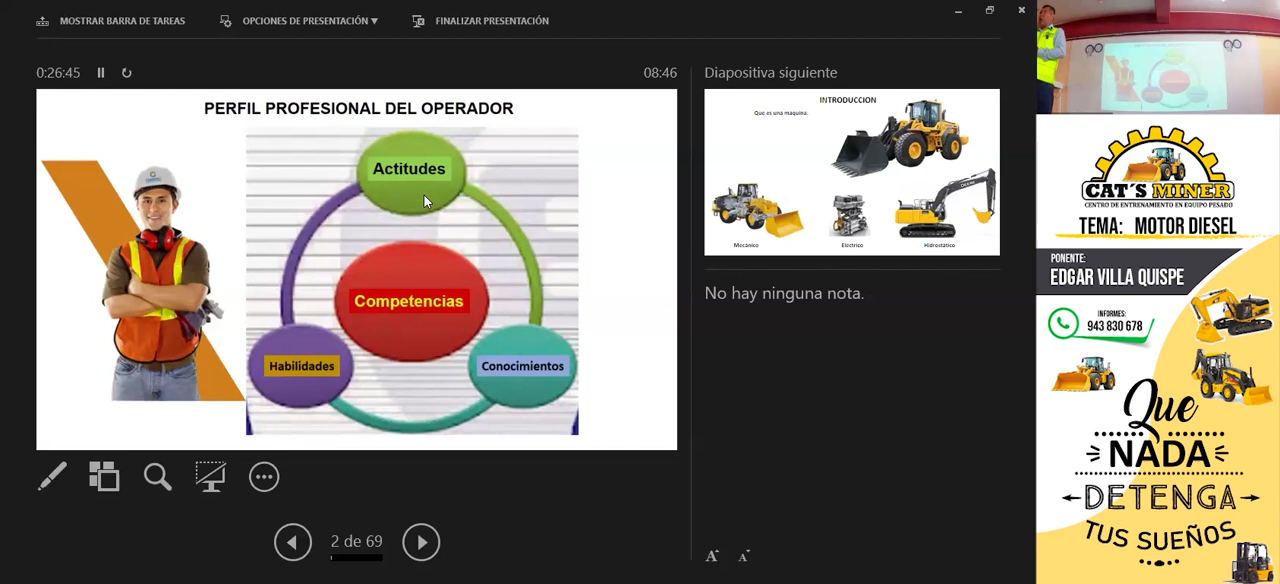 MOSTRAR BARRA DE TAREAS
OPCIONES DE PRESENTACIÓN ▼
FINALIZAR PRESENTACIÓN
0:26:45
08:46
PERFIL PROFESIONAL DEL OPERADOR
Actitudes
Competencias
Habilidades
Conocimientos
2 de 69
Diapositiva siguiente
INTRODUCCION
Que es una maquina.
Mecánico
Eléctrico
Hidrostático
No hay ninguna nota.
A A
CAT´S MINER
CENTRO DE ENTRENAMIENTO EN EQUIPO PESADO
TEMA: MOTOR DIESEL
PONENTE:
EDGAR VILLA QUISPE
INFORMES:
943 830 678
Que
NADA
DETENGA
TUS SUEÑOS